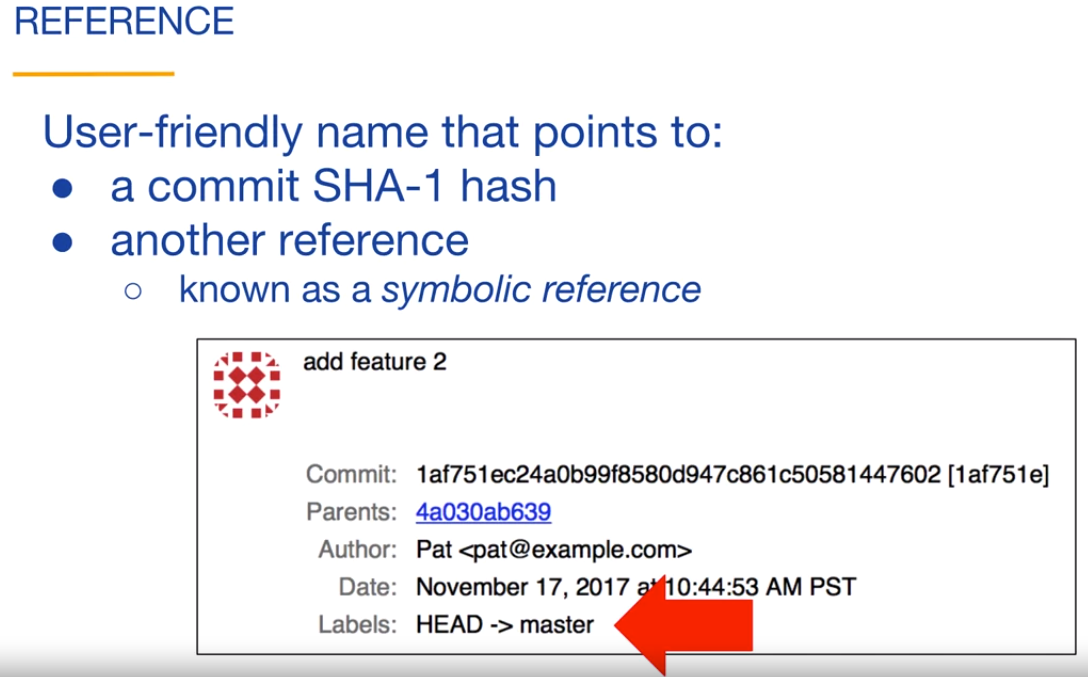 REFERENCE
User-friendly name that points to:
● a commit SHA-1 hash
● another reference
○ known as a symbolic reference
add feature 2
Commit: 1af751ec24a0b99f8580d947c861c50581447602 [1af751e]
Parents: 4a030ab639
Author: Pat <pat@example.com>
Date: November 17, 2017 at 10:44:53 AM PST
Labels: HEAD -> master